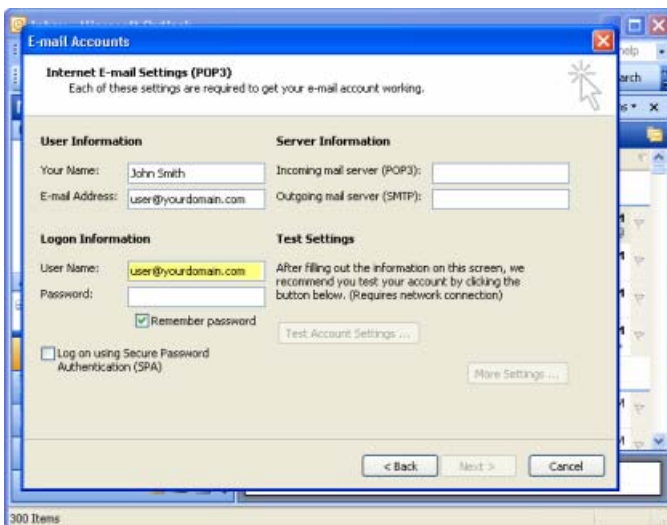 E-mail Accounts
Internet E-mail Settings (POP3)
Each of these settings are required to get your e-mail account working.
User Information
Your Name: John Smith
E-mail Address: user@yourdomain.com
Server Information
Incoming mail server (POP3):
Outgoing mail server (SMTP):
Logon Information
User Name: user@yourdomain.com
Password:
Remember password
Log on using Secure Password
Authentication (SPA)
Test Settings
After filling out the information on this screen, we
recommend you test your account by clicking the
button below. (Requires network connection)
Test Account Settings ...
More Settings ...
< Back
Next >
Cancel
300 Items